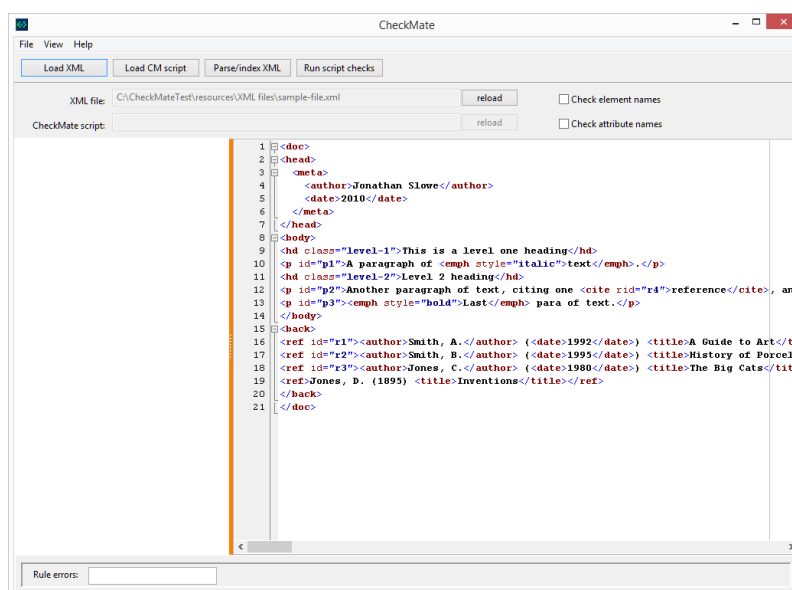 CheckMate
File View Help
Load XML Load CM script Parse/index XML Run script checks
XML file: C:\CheckMateTest\resources\XML files\sample-file.xml reload Check element names
CheckMate script: reload Check attribute names
1 <doc>
2 <head>
3 <meta>
4 <author>Jonathan Slowe</author>
5 <date>2010</date>
6 </meta>
7 </head>
8 <body>
9 <hd class="level-1">This is a level one heading</hd>
10 <p id="p1">A paragraph of <emph style="italic">text</emph>.</p>
11 <hd class="level-2">Level 2 heading</hd>
12 <p id="p2">Another paragraph of text, citing one <cite rid="r4">reference</cite>, an
13 <p id="p3"><emph style="bold">Last</emph> para of text.</p>
14 </body>
15 <back>
16 <ref id="r1"><author>Smith, A.</author> (<date>1992</date>) <title>A Guide to Art</t
17 <ref id="r2"><author>Smith, B.</author> (<date>1995</date>) <title>History of Porcel
18 <ref id="r3"><author>Jones, C.</author> (<date>1980</date>) <title>The Big Cats</tit
19 <ref>Jones, D. (1895) <title>Inventions</title></ref>
20 </back>
21 </doc>
Rule errors: